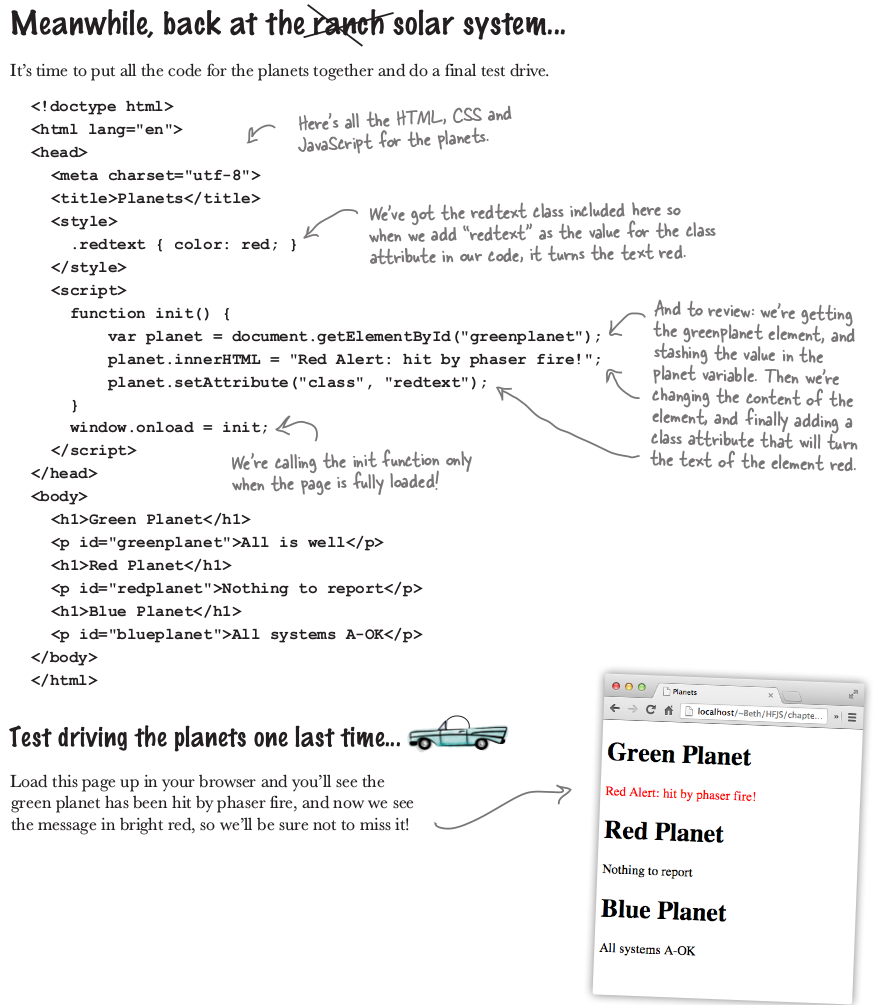 Meanwhile, back at the ranch solar system...
It's time to put all the code for the planets together and do a final test drive.
<!doctype html>
<html lang="en">
<head>
Here's all the HTML, CSS and
JavaScript for the planets.
<meta charset="utf-8">
<title>Planets</title>
<style>
.redtext { color: red; }
</style>
We've got the redtext class included here so
when we add "redtext" as the value for the class
attribute in our code, it turns the text red.
<script>
function init() {
var planet = document.getElementById("greenplanet");
planet.innerHTML = "Red Alert: hit by phaser fire!";
planet.setAttribute("class", "redtext");
}
window.onload = init;
</script>
And to review: we're getting
the greenplanet element, and
stashing the value in the
planet variable. Then we're
changing the content of the
element, and finally adding a
class attribute that will turn
the text of the element red.
We're calling the init function only
when the page is fully loaded!
</head>
<body>
<h1>Green Planet</h1>
<p id="greenplanet">All is well</p>
<h1>Red Planet</h1>
<p id="redplanet">Nothing to report</p>
<h1>Blue Planet</h1>
<p id="blueplanet">All systems A-OK</p>
</body>
</html>
Test driving the planets one last time...
Load this page up in your browser and you'll see the
green planet has been hit by phaser fire, and now we see
the message in bright red, so we'll be sure not to miss it!
Planets
localhost/~Beth/HFJS/chapte...
Green Planet
Red Alert: hit by phaser fire!
Red Planet
Nothing to report
Blue Planet
All systems A-OK